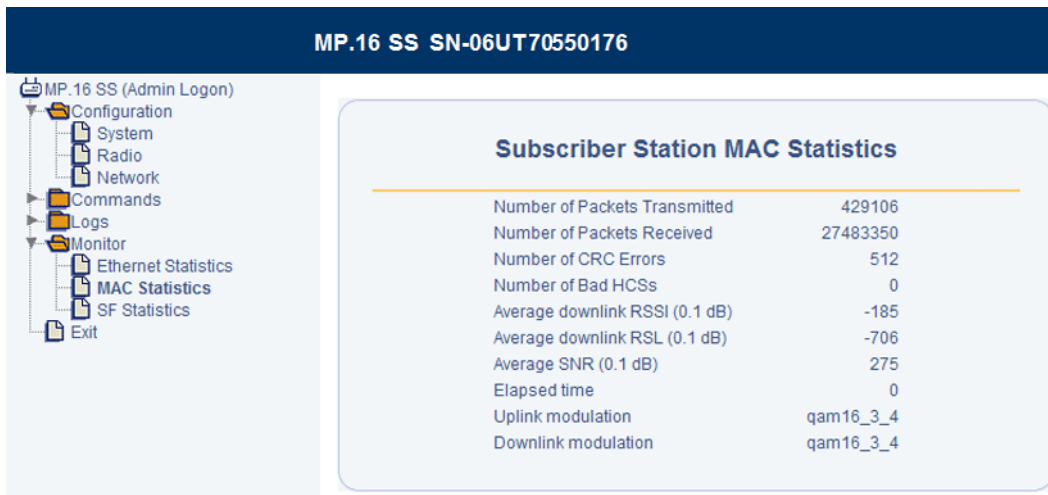 MP.16 SS SN-06UT70550176
MP.16 SS (Admin Logon)
Configuration
System
Radio
Network
Commands
Logs
Monitor
Ethernet Statistics
MAC Statistics
SF Statistics
Exit
Subscriber Station MAC Statistics
Number of Packets Transmitted 429106
Number of Packets Received 27483350
Number of CRC Errors 512
Number of Bad HCSs 0
Average downlink RSSI (0.1 dB) -185
Average downlink RSL (0.1 dB) -706
Average SNR (0.1 dB) 275
Elapsed time 0
Uplink modulation qam16_3_4
Downlink modulation qam16_3_4